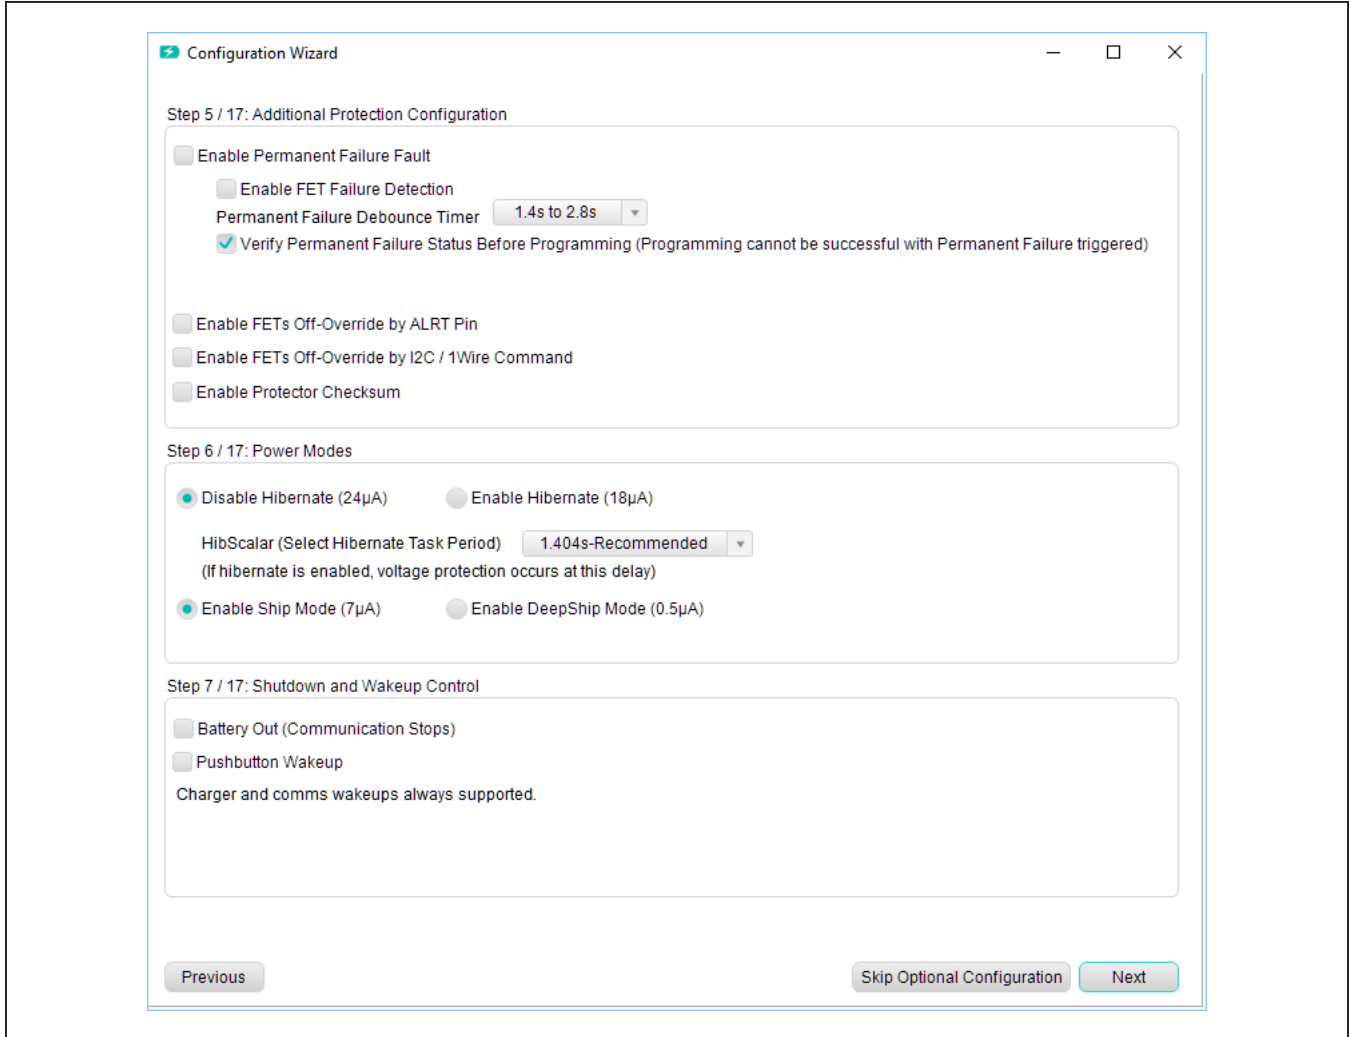 Configuration Wizard
Step 5 / 17: Additional Protection Configuration
Enable Permanent Failure Fault
Enable FET Failure Detection
Permanent Failure Debounce Timer 1.4s to 2.8s
Verify Permanent Failure Status Before Programming (Programming cannot be successful with Permanent Failure triggered)
Enable FETs Off-Override by ALRT Pin
Enable FETs Off-Override by I2C / 1Wire Command
Enable Protector Checksum
Step 6 / 17: Power Modes
Disable Hibernate (24µA) Enable Hibernate (18µA)
HibScalar (Select Hibernate Task Period) 1.404s-Recommended
(If hibernate is enabled, voltage protection occurs at this delay)
Enable Ship Mode (7µA) Enable DeepShip Mode (0.5µA)
Step 7 / 17: Shutdown and Wakeup Control
Battery Out (Communication Stops)
Pushbutton Wakeup
Charger and comms wakeups always supported.
Previous Skip Optional Configuration Next